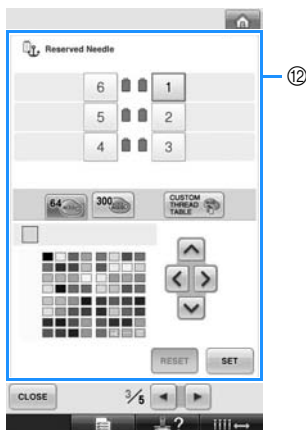 Reserved Needle
⑫
6 1
5 2
4 3
64 300 CUSTOM THREAD TABLE
RESET SET
CLOSE 3/5
?